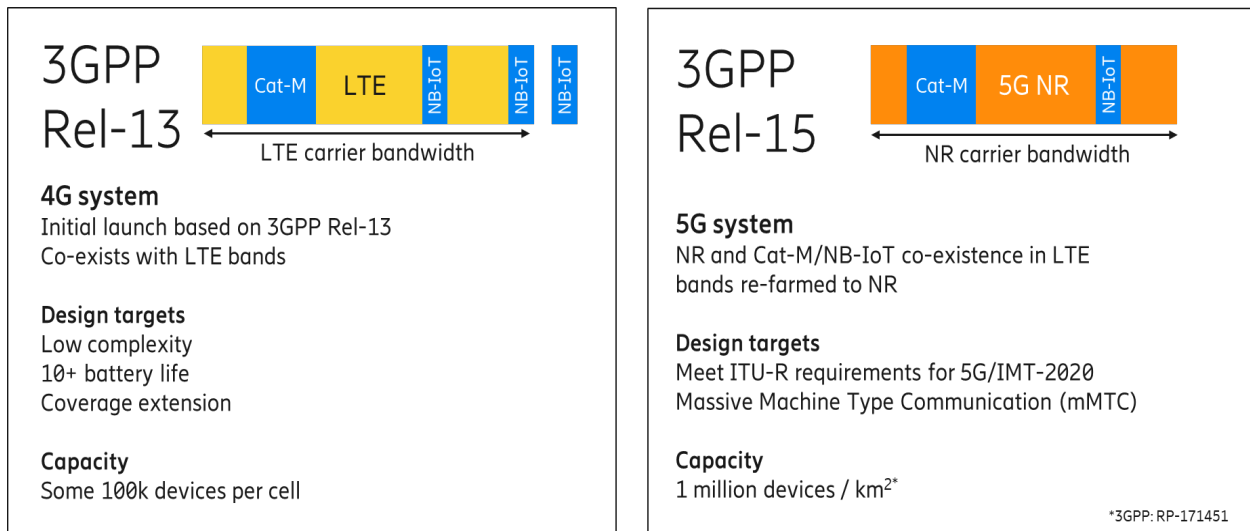 3GPP
Rel-13
Cat-M
LTE
NB-IoT
NB-IoT
NB-IoT
LTE carrier bandwidth
4G system
Initial launch based on 3GPP Rel-13
Co-exists with LTE bands
Design targets
Low complexity
10+ battery life
Coverage extension
Capacity
Some 100k devices per cell
3GPP
Rel-15
Cat-M
5G NR
NB-IoT
NR carrier bandwidth
5G system
NR and Cat-M/NB-IoT co-existence in LTE
bands re-farmed to NR
Design targets
Meet ITU-R requirements for 5G/IMT-2020
Massive Machine Type Communication (mMTC)
Capacity
1 million devices / km²*
*3GPP: RP-171451